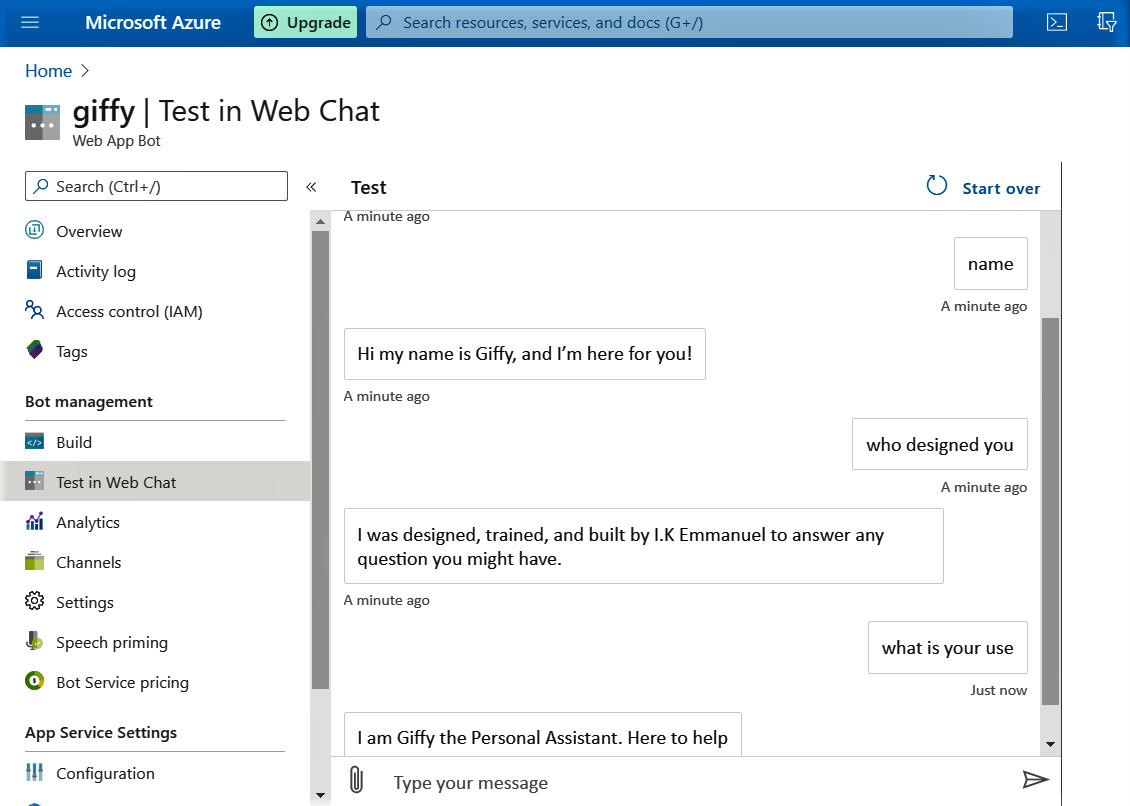 Microsoft Azure
Upgrade
Search resources, services, and docs (G+/)
Home
giffy | Test in Web Chat
Web App Bot
Search (Ctrl+/)
«
Overview
Activity log
Access control (IAM)
Tags
Bot management
Build
Test in Web Chat
Analytics
Channels
Settings
Speech priming
Bot Service pricing
App Service Settings
Configuration
Test
Start over
A minute ago
name
A minute ago
Hi my name is Giffy, and I’m here for you!
A minute ago
who designed you
A minute ago
I was designed, trained, and built by I.K Emmanuel to answer any
question you might have.
A minute ago
what is your use
Just now
I am Giffy the Personal Assistant. Here to help
Type your message